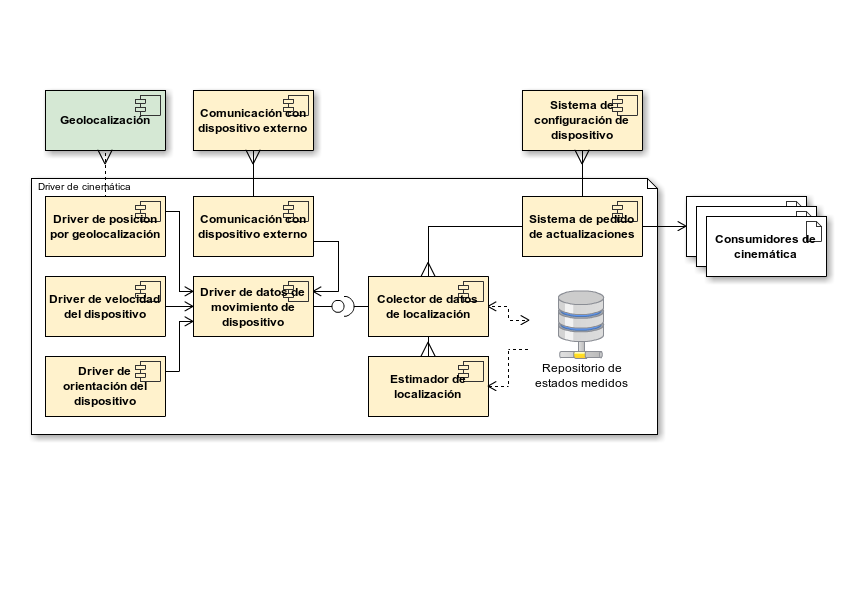 Geolocalización
Comunicación con
dispositivo externo
Sistema de
configuración de
dispositivo
Driver de cinemática
Driver de posición
por geolocalización
Comunicación con
dispositivo externo
Sistema de pedido
de actualizaciones
Consumidores de
cinemática
Driver de velocidad
del dispositivo
Driver de datos de
movimiento de
dispositivo
Colector de datos
de localización
Driver de
orientación del
dispositivo
Estimador de
localización
Repositorio de
estados medidos